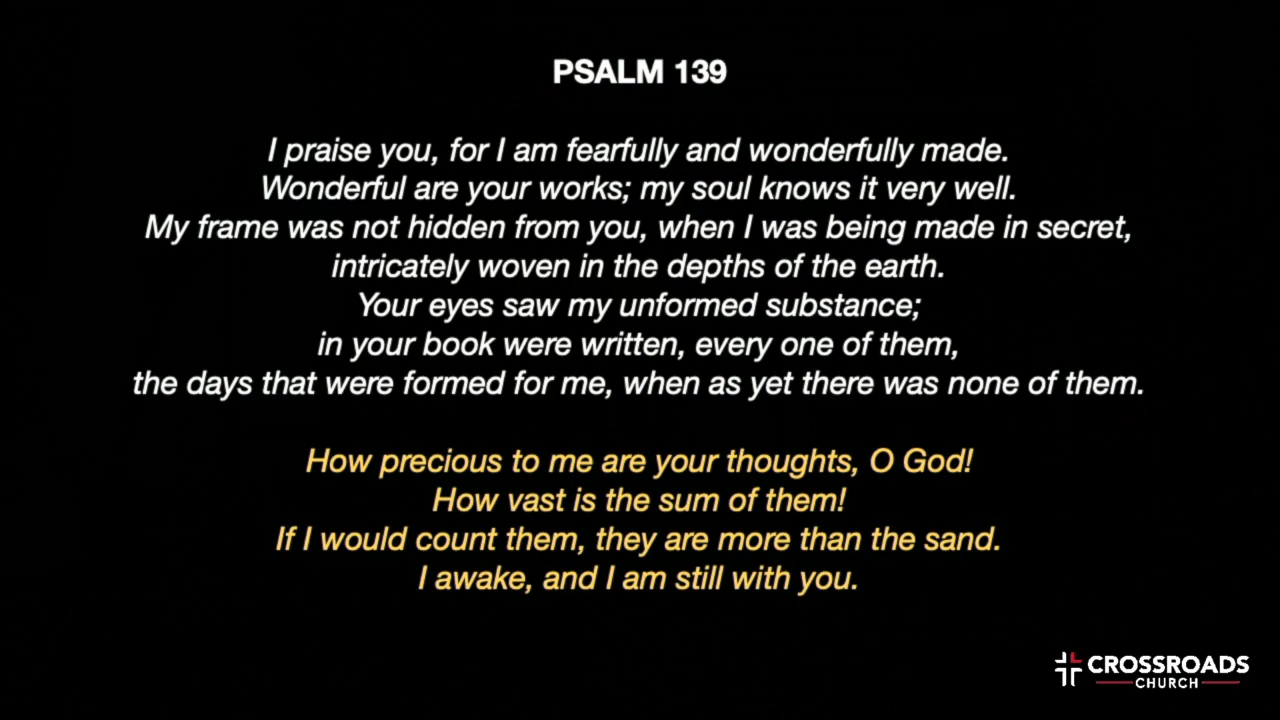 PSALM 139
I praise you, for I am fearfully and wonderfully made.
Wonderful are your works; my soul knows it very well.
My frame was not hidden from you, when I was being made in secret,
intricately woven in the depths of the earth.
Your eyes saw my unformed substance;
in your book were written, every one of them,
the days that were formed for me, when as yet there was none of them.
How precious to me are your thoughts, O God!
How vast is the sum of them!
If I would count them, they are more than the sand.
I awake, and I am still with you.
CROSSROADS
CHURCH